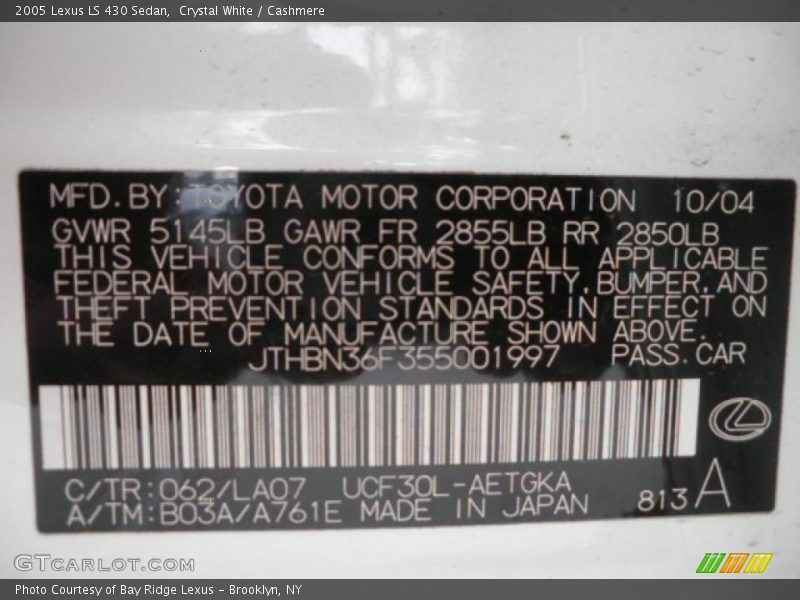 2005 Lexus LS 430 Sedan,  Crystal White / Cashmere
MFD.BY:TOYOTA MOTOR CORPORATION 10/04
GVWR 5145LB GAWR FR 2855LB RR 2850LB
THIS VEHICLE CONFORMS TO ALL APPLICABLE
FEDERAL MOTOR VEHICLE SAFETY,BUMPER,AND
THEFT PREVENTION STANDARDS IN EFFECT ON
THE DATE OF MANUFACTURE SHOWN ABOVE.
JTHBN36F355001997 PASS.CAR
C/TR:062/LA07 UCF30L-AETGKA
A/TM:B03A/A761E MADE IN JAPAN 813 A
GTCARLOT.COM
Photo Courtesy of Bay Ridge Lexus - Brooklyn, NY